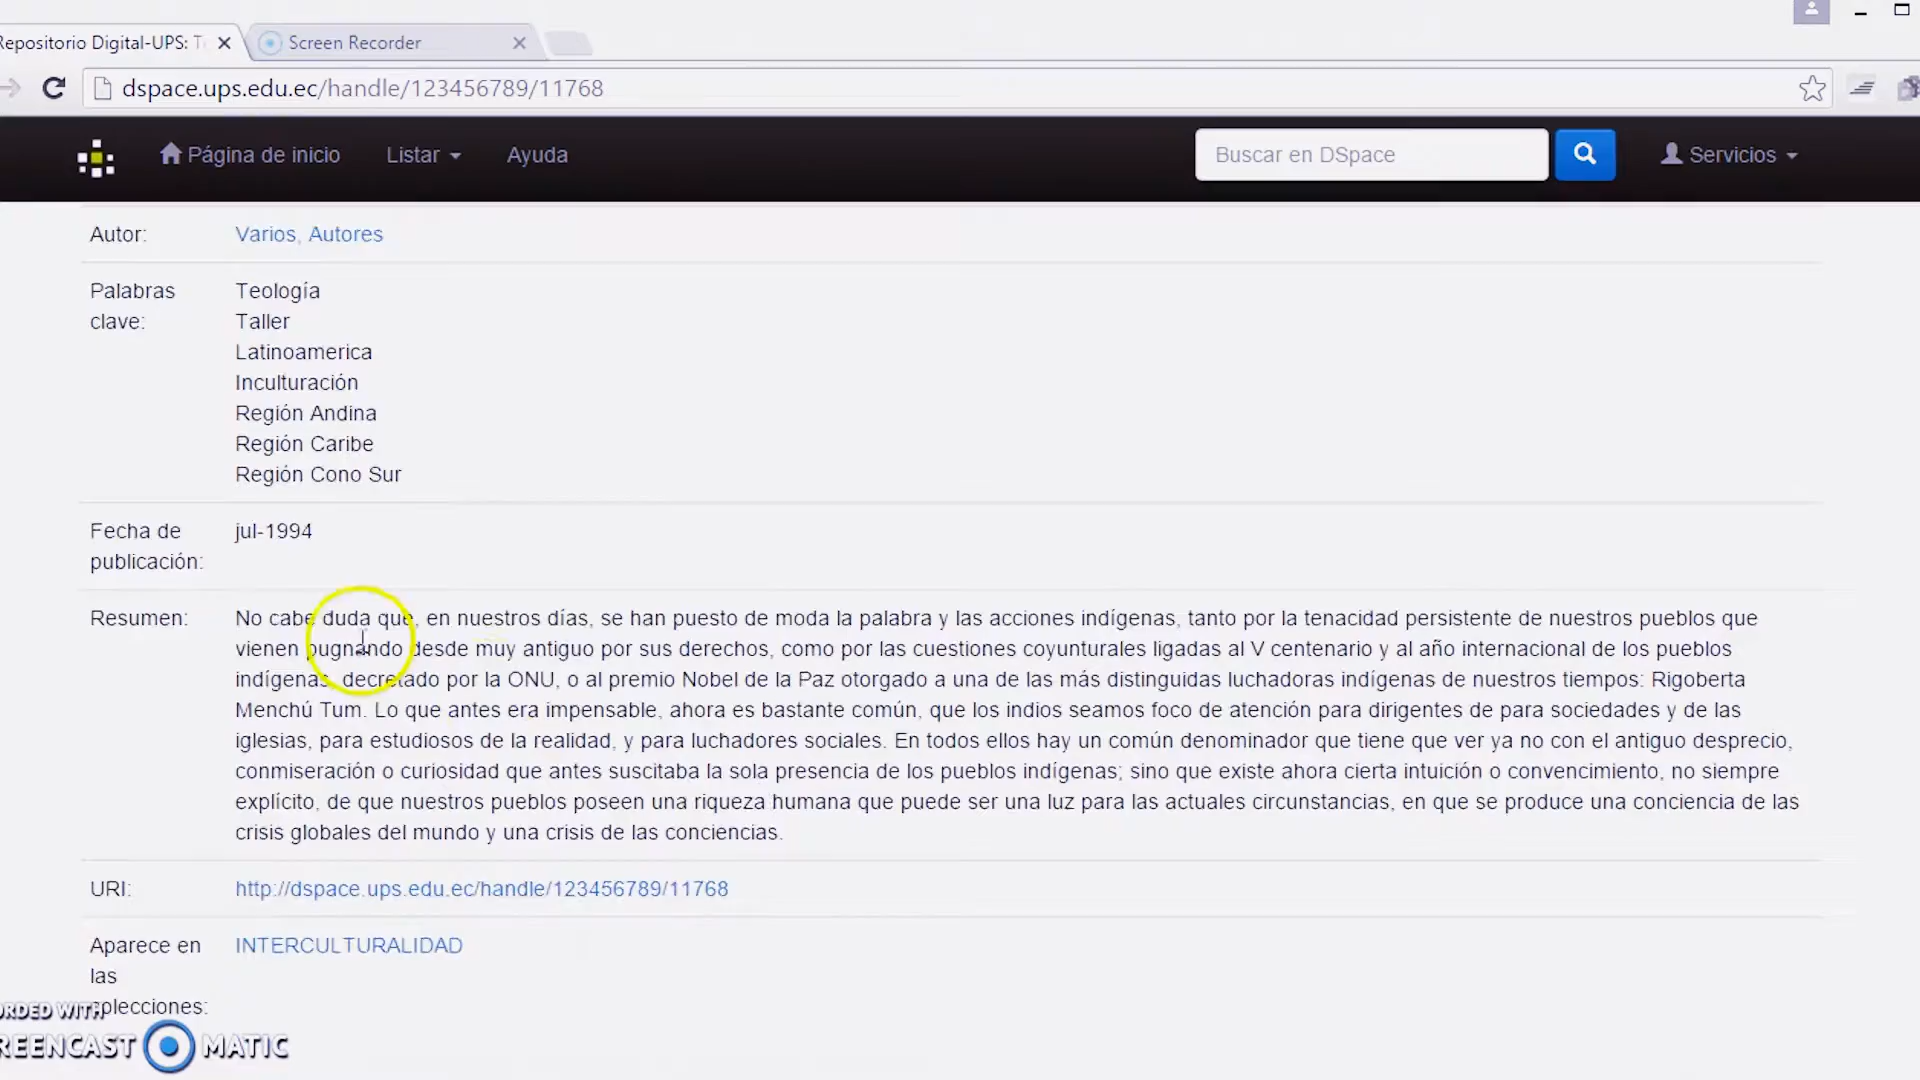 Repositorio Digital-UPS: T
Screen Recorder
dspace.ups.edu.ec/handle/123456789/11768
Página de inicio
Listar
Ayuda
Buscar en DSpace
Servicios
Autor:
Varios, Autores
Palabras
clave:
Teología
Taller
Latinoamerica
Inculturación
Región Andina
Región Caribe
Región Cono Sur
Fecha de
publicación:
jul-1994
Resumen:
No cabe duda que, en nuestros días, se han puesto de moda la palabra y las acciones indígenas, tanto por la tenacidad persistente de nuestros pueblos que
vienen pugnando desde muy antiguo por sus derechos, como por las cuestiones coyunturales ligadas al V centenario y al año internacional de los pueblos
indígenas, decretado por la ONU, o al premio Nobel de la Paz otorgado a una de las más distinguidas luchadoras indígenas de nuestros tiempos: Rigoberta
Menchú Tum. Lo que antes era impensable, ahora es bastante común, que los indios seamos foco de atención para dirigentes de para sociedades y de las
iglesias, para estudiosos de la realidad, y para luchadores sociales. En todos ellos hay un común denominador que tiene que ver ya no con el antiguo desprecio,
conmiseración o curiosidad que antes suscitaba la sola presencia de los pueblos indígenas; sino que existe ahora cierta intuición o convencimiento, no siempre
explícito, de que nuestros pueblos poseen una riqueza humana que puede ser una luz para las actuales circunstancias, en que se produce una conciencia de las
crisis globales del mundo y una crisis de las conciencias.
URI:
http://dspace.ups.edu.ec/handle/123456789/11768
Aparece en
las
olecciones:
INTERCULTURALIDAD
ORDED WITH
REENCAST MATIC